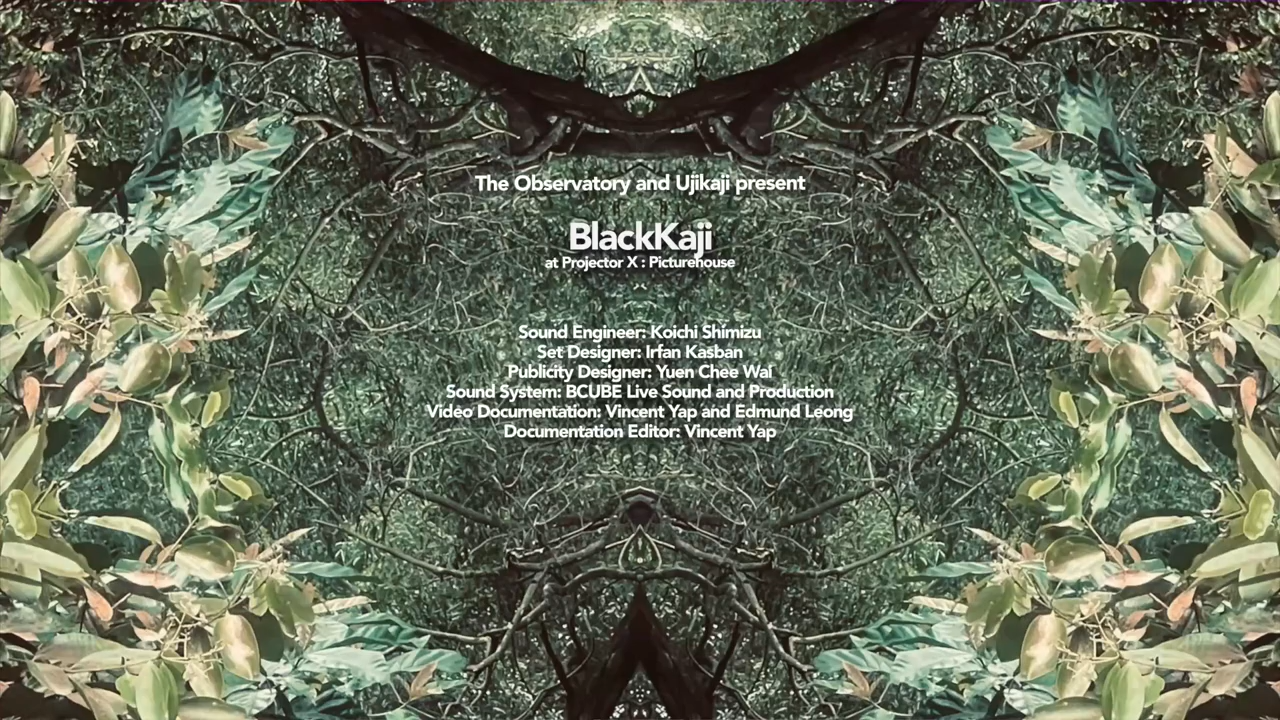 The Observatory and Ujikaji present
BlackKaji
at Projector X : Picturehouse
Sound Engineer: Koichi Shimizu
Set Designer: Irfan Kasban
Publicity Designer: Yuen Chee Wai
Sound System: BCUBE Live Sound and Production
Video Documentation: Vincent Yap and Edmund Leong
Documentation Editor: Vincent Yap